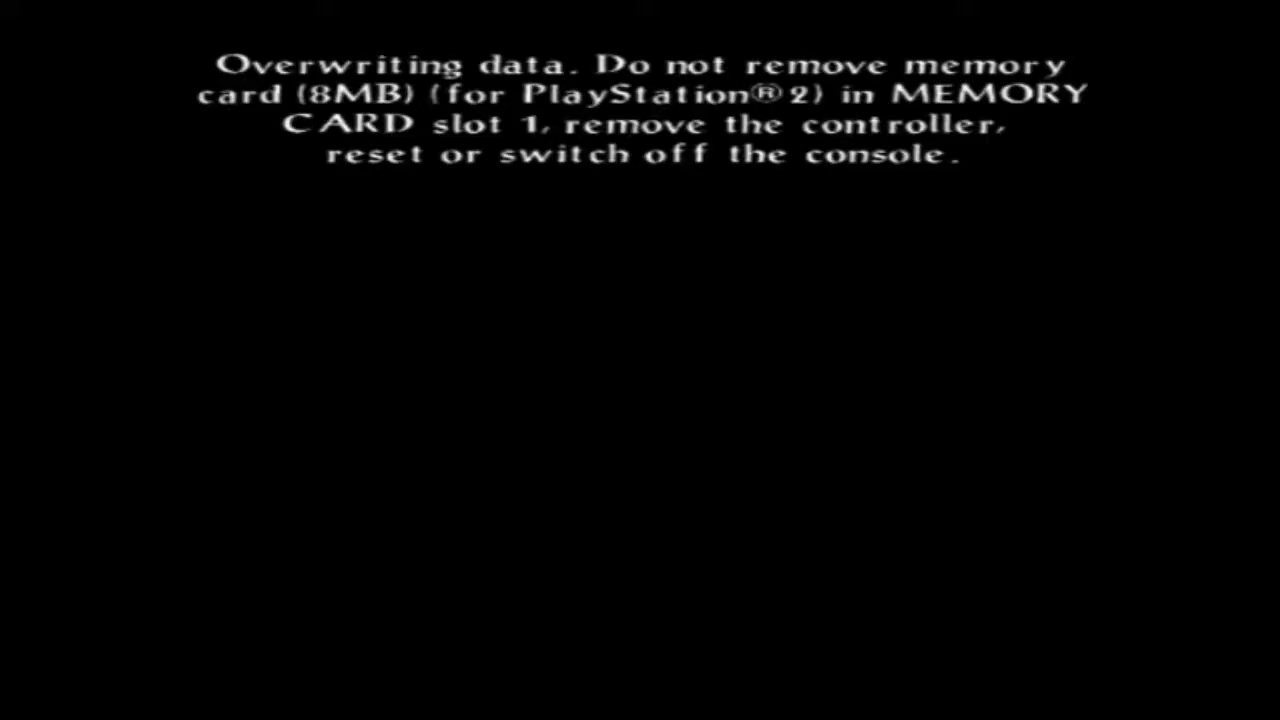 Overwriting data. Do not remove memory
card (8MB) (for PlayStation®2) in MEMORY
CARD slot 1, remove the controller,
reset or switch off the console.